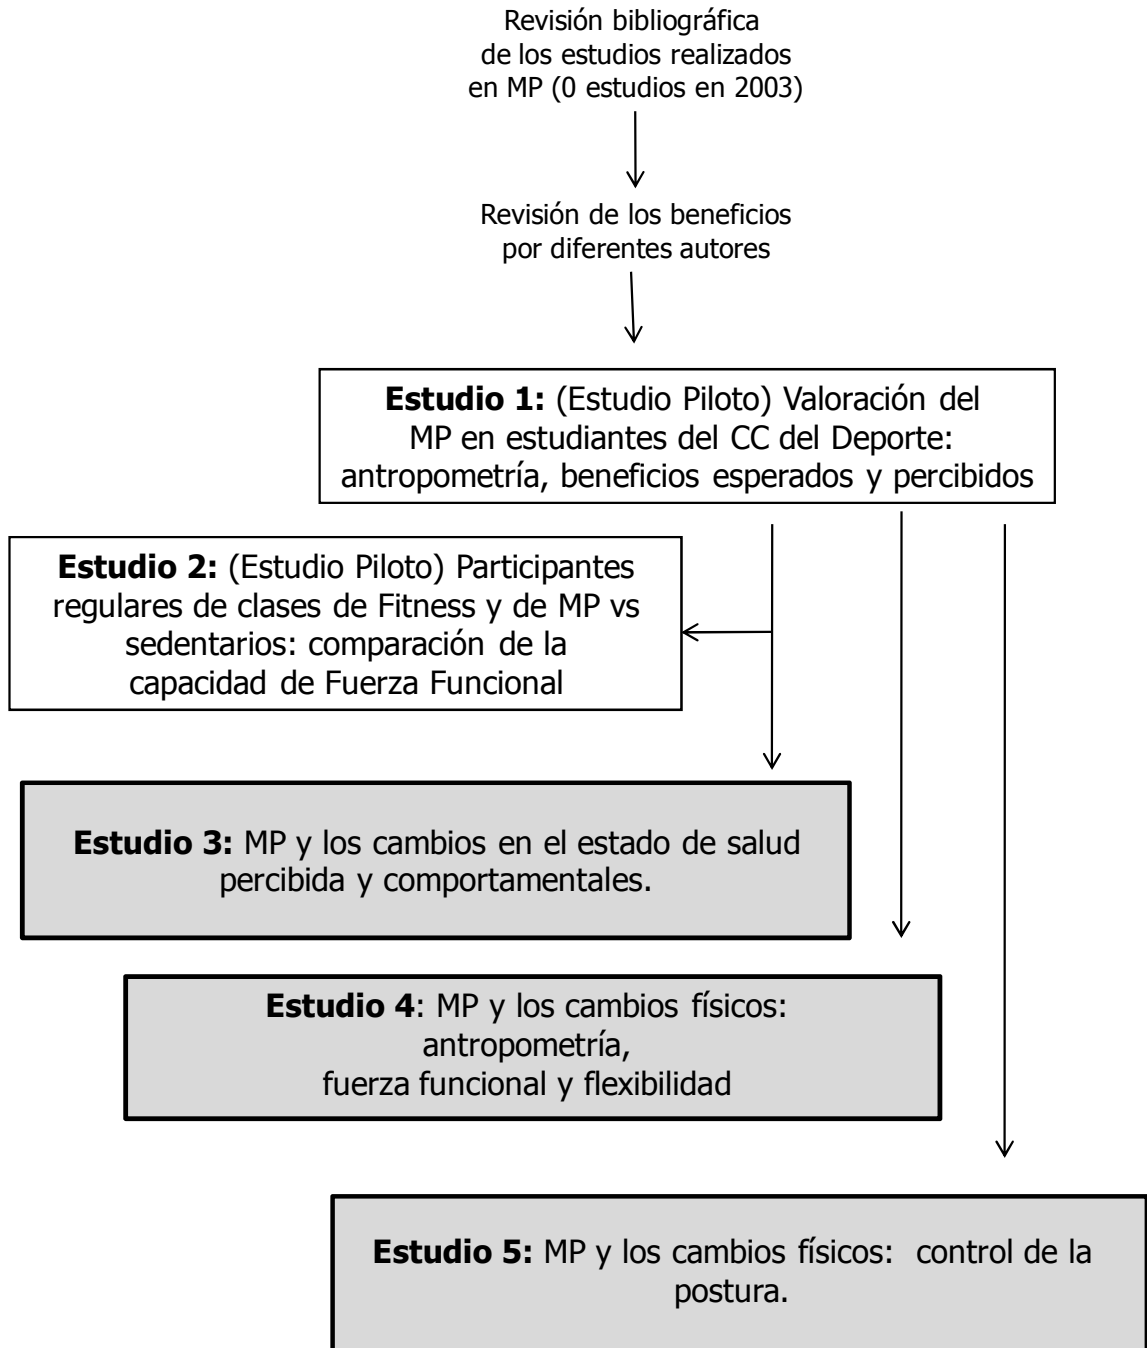 Revisión bibliográfica
de los estudios realizados
en MP (0 estudios en 2003)
Revisión de los beneficios
por diferentes autores
Estudio 1: (Estudio Piloto) Valoración del
MP en estudiantes del CC del Deporte:
antropometría, beneficios esperados y percibidos
Estudio 2: (Estudio Piloto) Participantes
regulares de clases de Fitness y de MP vs
sedentarios: comparación de la
capacidad de Fuerza Funcional
Estudio 3: MP y los cambios en el estado de salud
percibida y comportamentales.
Estudio 4: MP y los cambios físicos:
antropometría,
fuerza funcional y flexibilidad
Estudio 5: MP y los cambios físicos: control de la
postura.